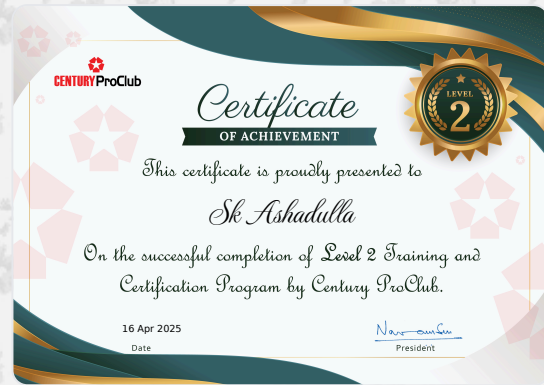 CENTURY ProClub
Certificate
OF ACHIEVEMENT
LEVEL
2
This certificate is proudly presented to
Sk Ashadulla
On the successful completion of Level 2 Training and
Certification Program by Century ProClub.
16 Apr 2025
Date
President